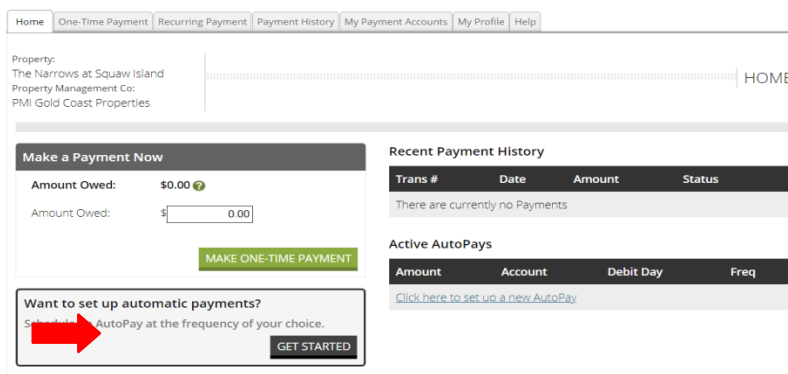 Home One-Time Payment Recurring Payment Payment History My Payment Accounts My Profile Help
Property:
The Narrows at Squaw Island
Property Management Co:
PMI Gold Coast Properties
HOME
Make a Payment Now
Amount Owed: $0.00 ?
Amount Owed: $ 0.00
MAKE ONE-TIME PAYMENT
Want to set up automatic payments?
AutoPay at the frequency of your choice.
GET STARTED
Recent Payment History
Trans # Date Amount Status
There are currently no Payments
Active AutoPays
Amount Account Debit Day Freq
Click here to set up a new AutoPay